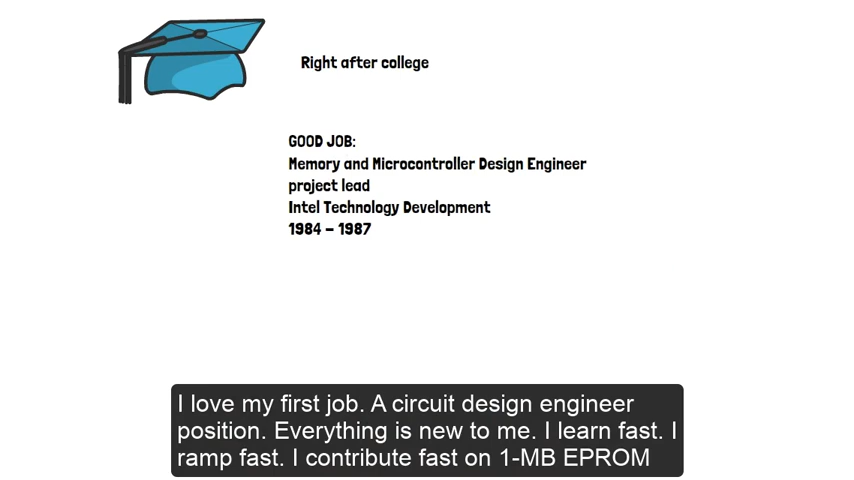 Right after college
GOOD JOB:
Memory and Microcontroller Design Engineer
project lead
Intel Technology Development
1984 – 1987
I love my first job. A circuit design engineer
position. Everything is new to me. I learn fast. I
ramp fast. I contribute fast on 1-MB EPROM